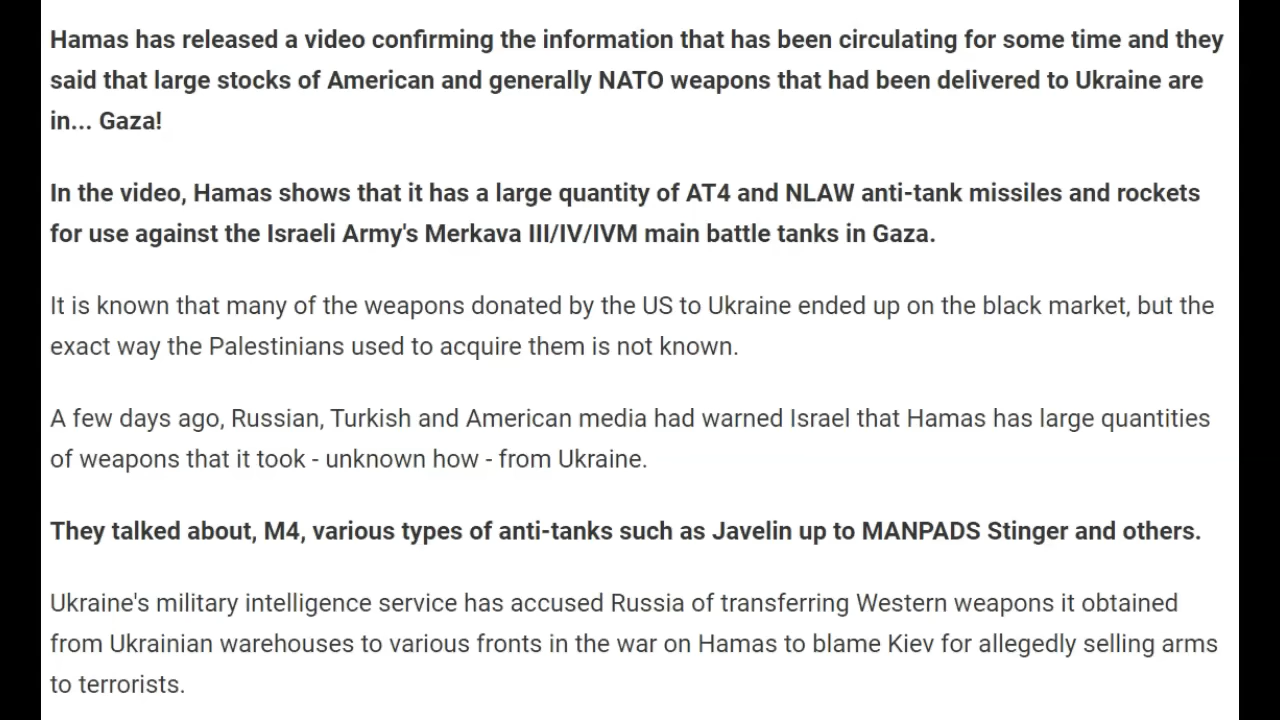 Hamas has released a video confirming the information that has been circulating for some time and they
said that large stocks of American and generally NATO weapons that had been delivered to Ukraine are
in... Gaza!
In the video, Hamas shows that it has a large quantity of AT4 and NLAW anti-tank missiles and rockets
for use against the Israeli Army's Merkava III/IV/IVM main battle tanks in Gaza.
It is known that many of the weapons donated by the US to Ukraine ended up on the black market, but the
exact way the Palestinians used to acquire them is not known.
A few days ago, Russian, Turkish and American media had warned Israel that Hamas has large quantities
of weapons that it took - unknown how - from Ukraine.
They talked about, M4, various types of anti-tanks such as Javelin up to MANPADS Stinger and others.
Ukraine's military intelligence service has accused Russia of transferring Western weapons it obtained
from Ukrainian warehouses to various fronts in the war on Hamas to blame Kiev for allegedly selling arms
to terrorists.